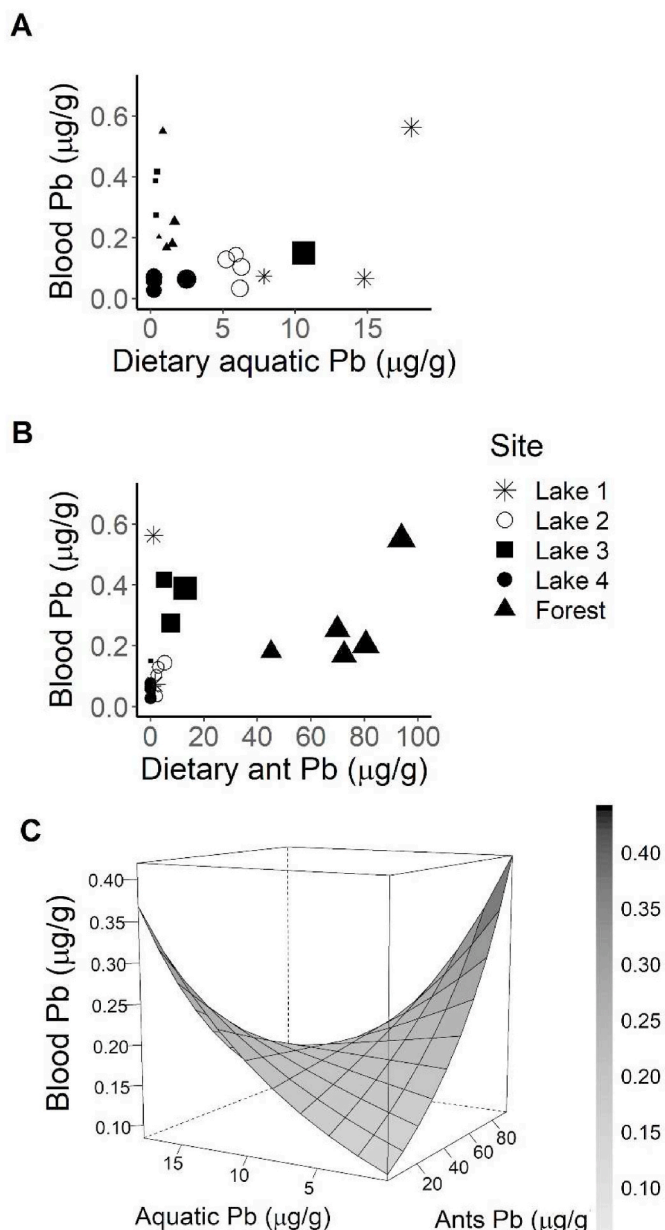 A
Blood Pb (μg/g)
0.6
0.4
0.2
0.0
0 5 10 15
Dietary aquatic Pb (μg/g)
B
Blood Pb (μg/g)
0.6
0.4
0.2
0.0
0 20 40 60 80 100
Dietary ant Pb (μg/g)
Site
Lake 1
Lake 2
Lake 3
Lake 4
Forest
C
Blood Pb (μg/g)
0.40
0.35
0.30
0.25
0.20
0.15
0.10
15 10 5
Aquatic Pb (μg/g)
20 40 60 80
Ants Pb (μg/g
0.40
0.35
0.30
0.25
0.20
0.15
0.10